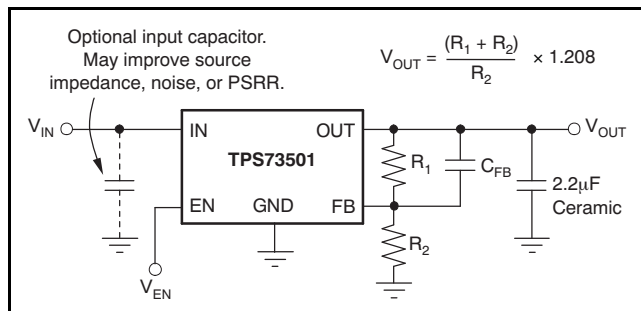 Optional input capacitor.
May improve source
impedance, noise, or PSRR.
V_OUT = (R_1 + R_2) / R_2 × 1.208
V_IN
IN
OUT
V_OUT
TPS73501
R_1
C_FB
2.2μF
Ceramic
EN
GND
FB
R_2
V_EN